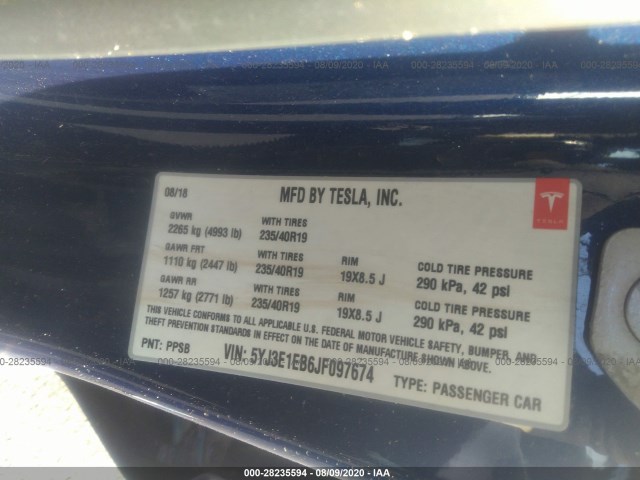 000-28235594 - 08/09/2020 - IAA
08/18
MFD BY TESLA, INC.
TESLA
GVWR
WITH TIRES
2265 kg (4993 lb)
235/40R19
GAWR FRT
WITH TIRES
RIM
COLD TIRE PRESSURE
1110 kg (2447 lb)
235/40R19
19X8.5 J
290 kPa, 42 psi
GAWR RR
WITH TIRES
RIM
COLD TIRE PRESSURE
1257 kg (2771 lb)
235/40R19
19X8.5 J
290 kPa, 42 psi
THIS VEHICLE CONFORMS TO ALL APPLICABLE U.S. FEDERAL MOTOR VEHICLE SAFETY, BUMPER, AND
THEFT PREVENTION STANDARDS IN EFFECT ON THE DATE OF MANUFACTURE SHOWN ABOVE.
PNT: PPSB
VIN: 5YJ3E1EB6JF097674
TYPE: PASSENGER CAR
000-28235594 - 08/09/2020 - IAA